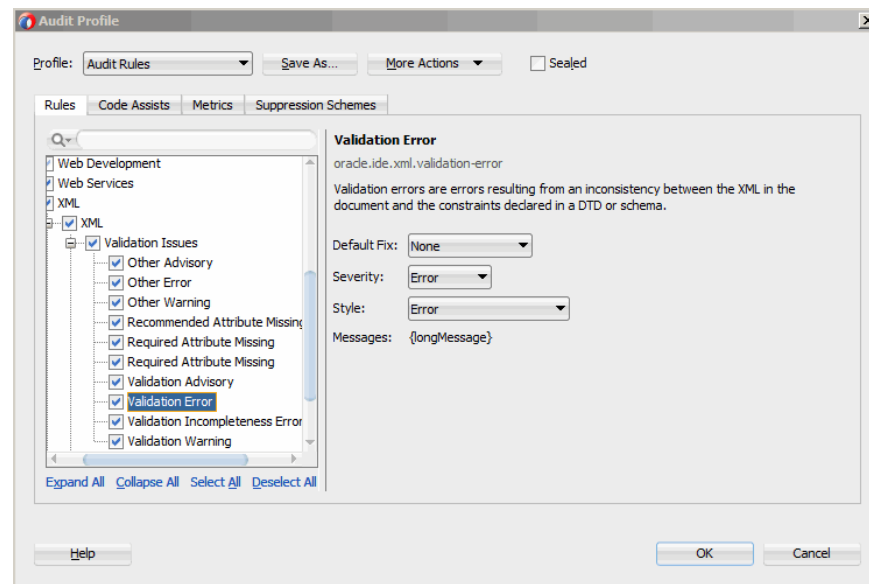 Audit Profile
Profile: Audit Rules Save As... More Actions Sealed
Rules Code Assists Metrics Suppression Schemes
Web Development
Web Services
XML
XML
Validation Issues
Other Advisory
Other Error
Other Warning
Recommended Attribute Missing
Required Attribute Missing
Required Attribute Missing
Validation Advisory
Validation Error
Validation Incompleteness Error
Validation Warning
Expand All Collapse All Select All Deselect All
Validation Error
oracle.ide.xml.validation-error
Validation errors are errors resulting from an inconsistency between the XML in the
document and the constraints declared in a DTD or schema.
Default Fix: None
Severity: Error
Style: Error
Messages: {longMessage}
Help OK Cancel